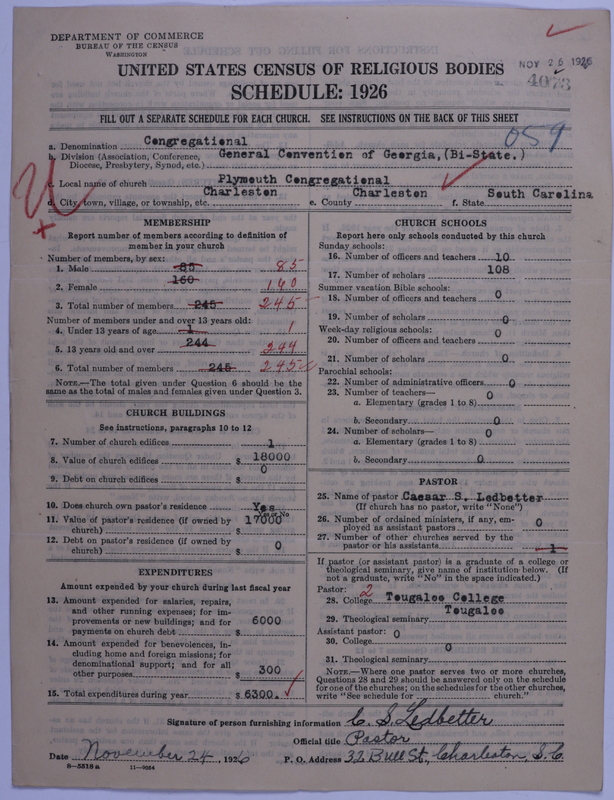 DEPARTMENT OF COMMERCE
BUREAU OF THE CENSUS
WASHINGTON
UNITED STATES CENSUS OF RELIGIOUS BODIES
NOV 26 1926
SCHEDULE: 1926
4073
FILL OUT A SEPARATE SCHEDULE FOR EACH CHURCH. SEE INSTRUCTIONS ON THE BACK OF THIS SHEET
059
a. Denomination Congregational
b. Division (Association, Conference, Diocese, Presbytery, Synod, etc.) General Convention of Georgia,(Bi-State.)
c. Local name of church Plymouth Congregational
d. City, town, village, or township, etc. Charleston e. County Charleston f. State South Carolina
MEMBERSHIP
Report number of members according to definition of
member in your church
Number of members, by sex:
1. Male 85 85
2. Female 160 160
3. Total number of members 245 245
Number of members under and over 13 years old:
4. Under 13 years of age 1 1
5. 13 years old and over 244 244
6. Total number of members 245 245
NOTE.—The total given under Question 6 should be the
same as the total of males and females given under Question 3.
CHURCH BUILDINGS
See instructions, paragraphs 10 to 12
7. Number of church edifices 1
8. Value of church edifices $ 18000
9. Debt on church edifices $ 0
10. Does church own pastor's residence Yes
Yes or No
11. Value of pastor's residence (if owned by
church) $ 17000
12. Debt on pastor's residence (if owned by
church) $ 0
EXPENDITURES
Amount expended by your church during last fiscal year
13. Amount expended for salaries, repairs,
and other running expenses; for im-
provements or new buildings; and for
payments on church debt $ 6000
14. Amount expended for benevolences, in-
cluding home and foreign missions; for
denominational support; and for all
other purposes $ 300
15. Total expenditures during year $ 6300.
CHURCH SCHOOLS
Report here only schools conducted by this church
Sunday schools:
16. Number of officers and teachers 10
17. Number of scholars 108
Summer vacation Bible schools:
18. Number of officers and teachers 0
19. Number of scholars 0
Week-day religious schools:
20. Number of officers and teachers 0
21. Number of scholars 0
Parochial schools:
22. Number of administrative officers 0
23. Number of teachers—
a. Elementary (grades 1 to 8) 0
b. Secondary 0
24. Number of scholars—
a. Elementary (grades 1 to 8) 0
b. Secondary 0
PASTOR
25. Name of pastor Caesar S. Ledbetter
(If church has no pastor, write "None")
26. Number of ordained ministers, if any, em-
ployed as assistant pastors 0
27. Number of other churches served by the
pastor or his assistants 1
If pastor (or assistant pastor) is a graduate of a college or
theological seminary, give name of institution below. (If
not a graduate, write "No" in the space indicated.)
Pastor: 2
28. College Tougaloo College
29. Theological seminary Tougaloo
Assistant pastor: 0
30. College
31. Theological seminary 0
NOTE.—Where one pastor serves two or more churches,
Questions 28 and 29 should be answered only on the schedule
for one of the churches; on the schedules for the other churches,
write "See schedule for church."
Signature of person furnishing information C. S. Ledbetter
Official title Pastor
Date November 24, 1926 P. O. Address 32 Bull St., Charleston, S.C.
8—5518 a 11—9064